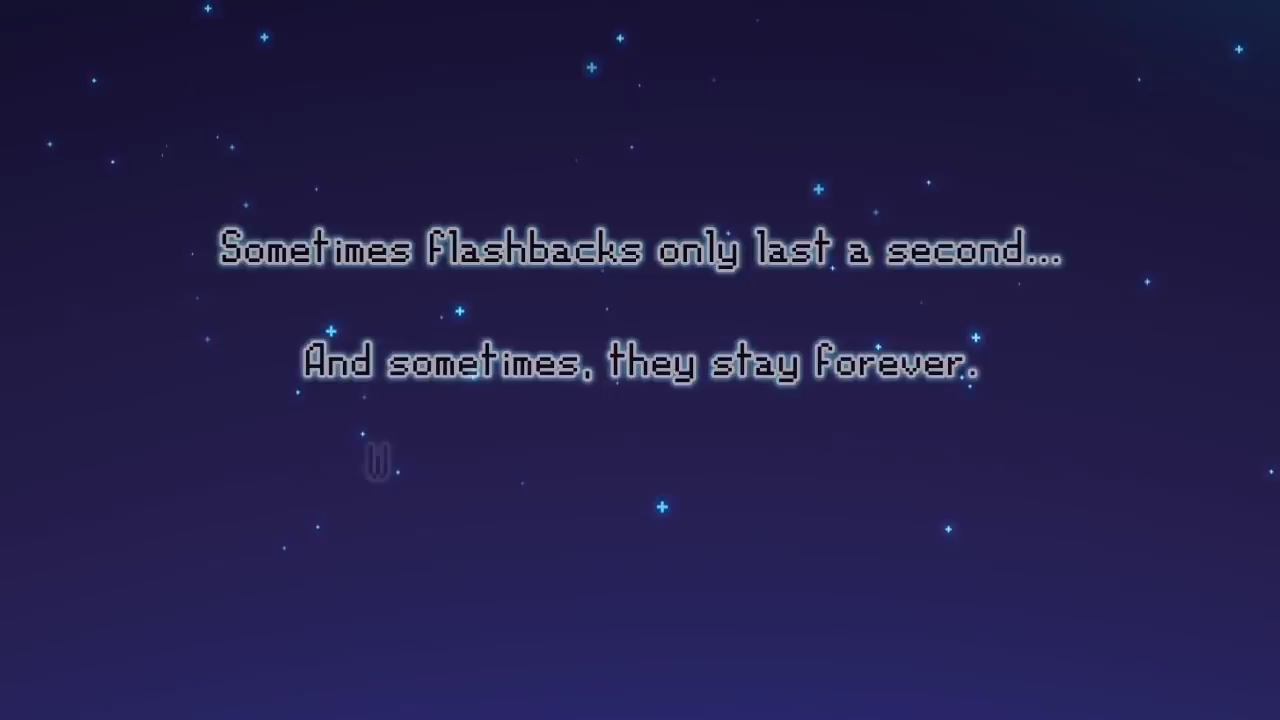 Sometimes flashbacks only last a second...
And sometimes, they stay forever.
W